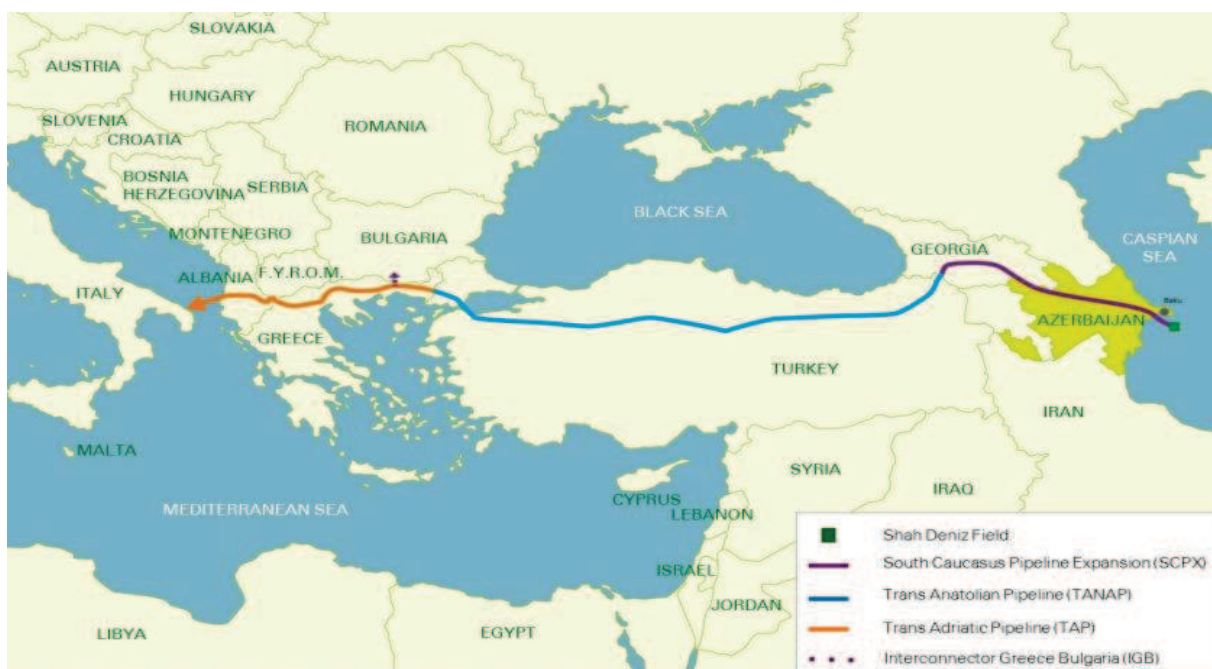 SLOVAKIA
AUSTRIA
HUNGARY
SLOVENIA
CROATIA
ROMANIA
BOSNIA
HERZEGOVINA
SERBIA
BLACK SEA
MONTENEGRO
BULGARIA
GEORGIA
CASPIAN
SEA
ALBANIA
F.Y.R.O.M.
ITALY
Baku
AZERBAIJAN
GREECE
TURKEY
IRAN
MALTA
SYRIA
IRAQ
CYPRUS
LEBANON
MEDITERRANEAN SEA
ISRAEL
JORDAN
LIBYA
EGYPT
Shah Deniz Field
South Caucasus Pipeline Expansion (SCPX)
Trans Anatolian Pipeline (TANAP)
Trans Adriatic Pipeline (TAP)
Interconnector Greece Bulgaria (IGB)